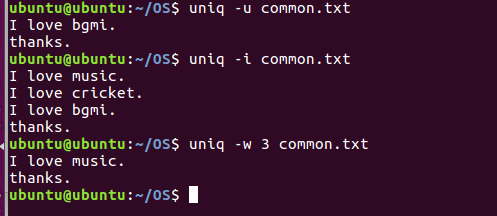 ubuntu@ubuntu:~/OS$ uniq -u common.txt
I love bgmi.
thanks.
ubuntu@ubuntu:~/OS$ uniq -i common.txt
I love music.
I love cricket.
I love bgmi.
thanks.
ubuntu@ubuntu:~/OS$ uniq -w 3 common.txt
I love music.
thanks.
ubuntu@ubuntu:~/OS$